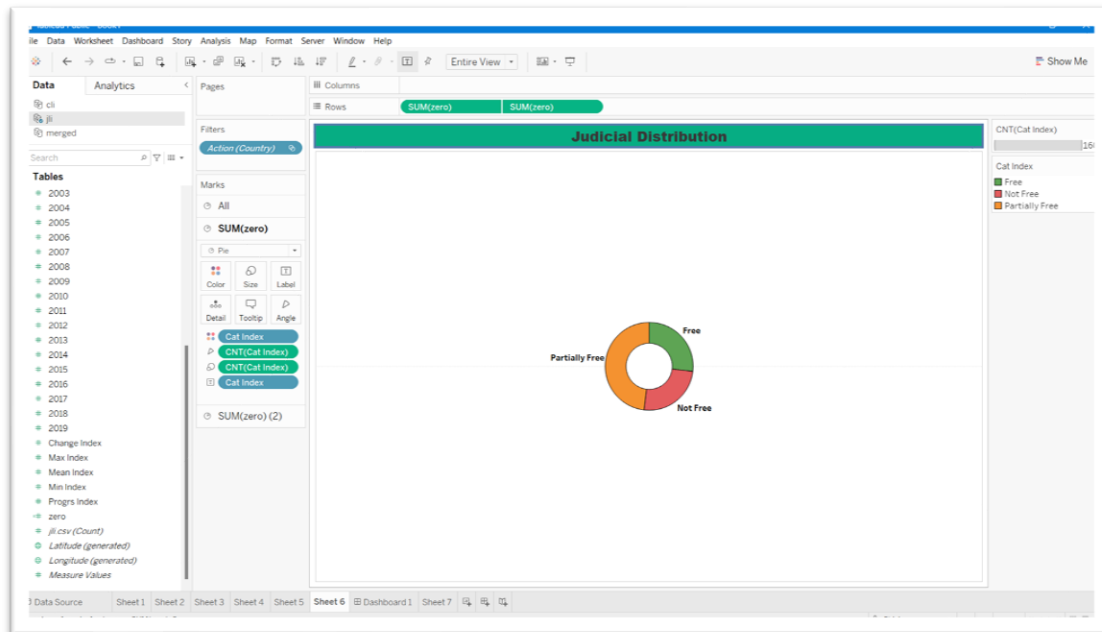 Data Worksheet Dashboard Story Analysis Map Format Server Window Help
Entire View
Show Me
Data Analytics
cli
jli
merged
Search
Tables
2003
2004
2005
2006
2007
2008
2009
2010
2011
2012
2013
2014
2015
2016
2017
2018
2019
Change Index
Max Index
Mean Index
Min Index
Progrs Index
zero
jli.csv (Count)
Latitude (generated)
Longitude (generated)
Measure Values
Pages
Filters
Action (Country)
Marks
All
SUM(zero)
Pie
Color Size Label
Detail Tooltip Angle
Cat Index
CNT(Cat Index)
CNT(Cat Index)
Cat Index
SUM(zero) (2)
Columns
Rows SUM(zero) SUM(zero)
Judicial Distribution
Free
Partially Free
Not Free
CNT(Cat Index)
Cat Index
Free
Not Free
Partially Free
Data Source Sheet 1 Sheet 2 Sheet 3 Sheet 4 Sheet 5 Sheet 6 Dashboard 1 Sheet 7